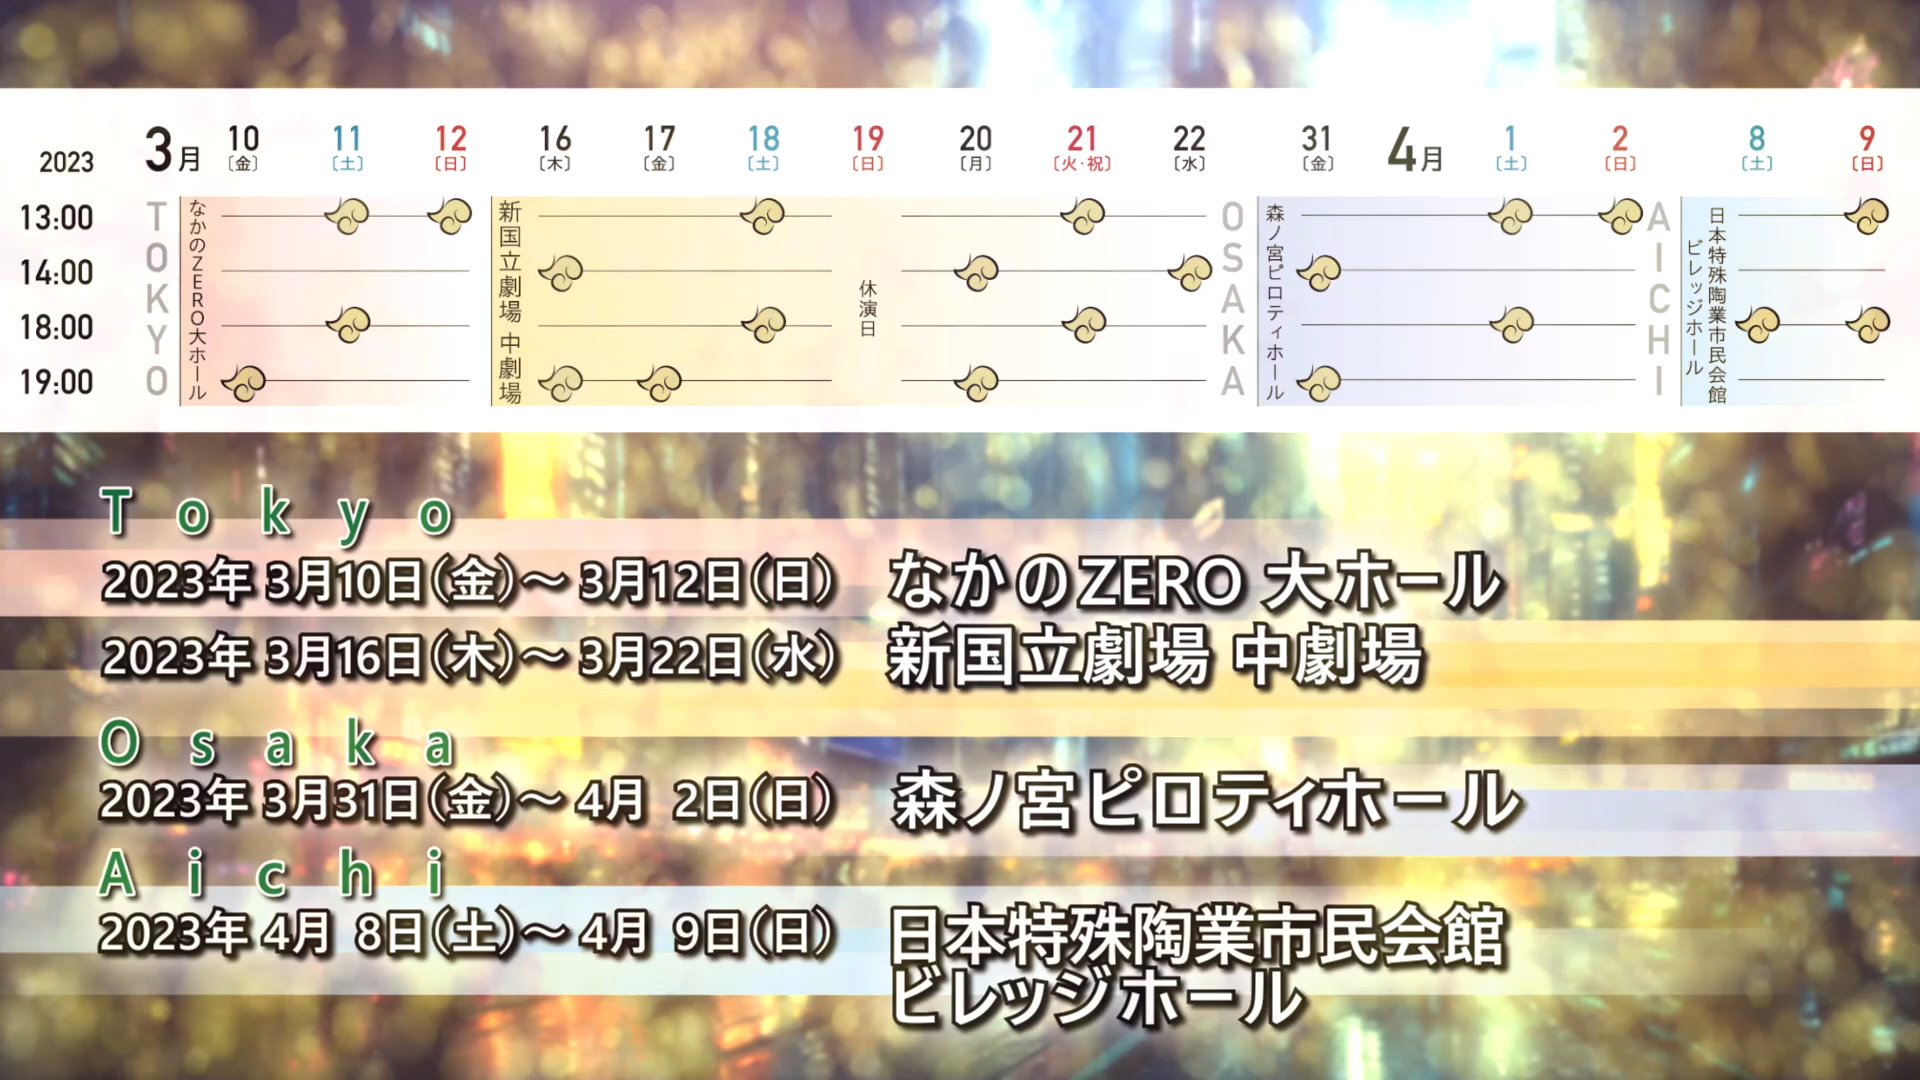 2023 3月 10 11 12 16 17 18 19 20 21 22 31 4月 1 2 8 9
〔金〕 〔土〕 〔日〕 〔木〕 〔金〕 〔土〕 〔日〕 〔月〕 〔火・祝〕 〔水〕 〔金〕 〔土〕 〔日〕 〔土〕 〔日〕
13:00
14:00
18:00
19:00
TOKYO
なかのZERO大ホール
新国立劇場 中劇場
休演日
OSAKA
森ノ宮ピロティホール
AICHI
日本特殊陶業市民会館
ビレッジホール
Tokyo
2023年 3月10日(金)～ 3月12日(日) なかのZERO 大ホール
2023年 3月16日(木)～ 3月22日(水) 新国立劇場 中劇場
Osaka
2023年 3月31日(金)～ 4月 2日(日) 森ノ宮ピロティホール
Aichi
2023年 4月 8日(土)～ 4月 9日(日) 日本特殊陶業市民会館
ビレッジホール